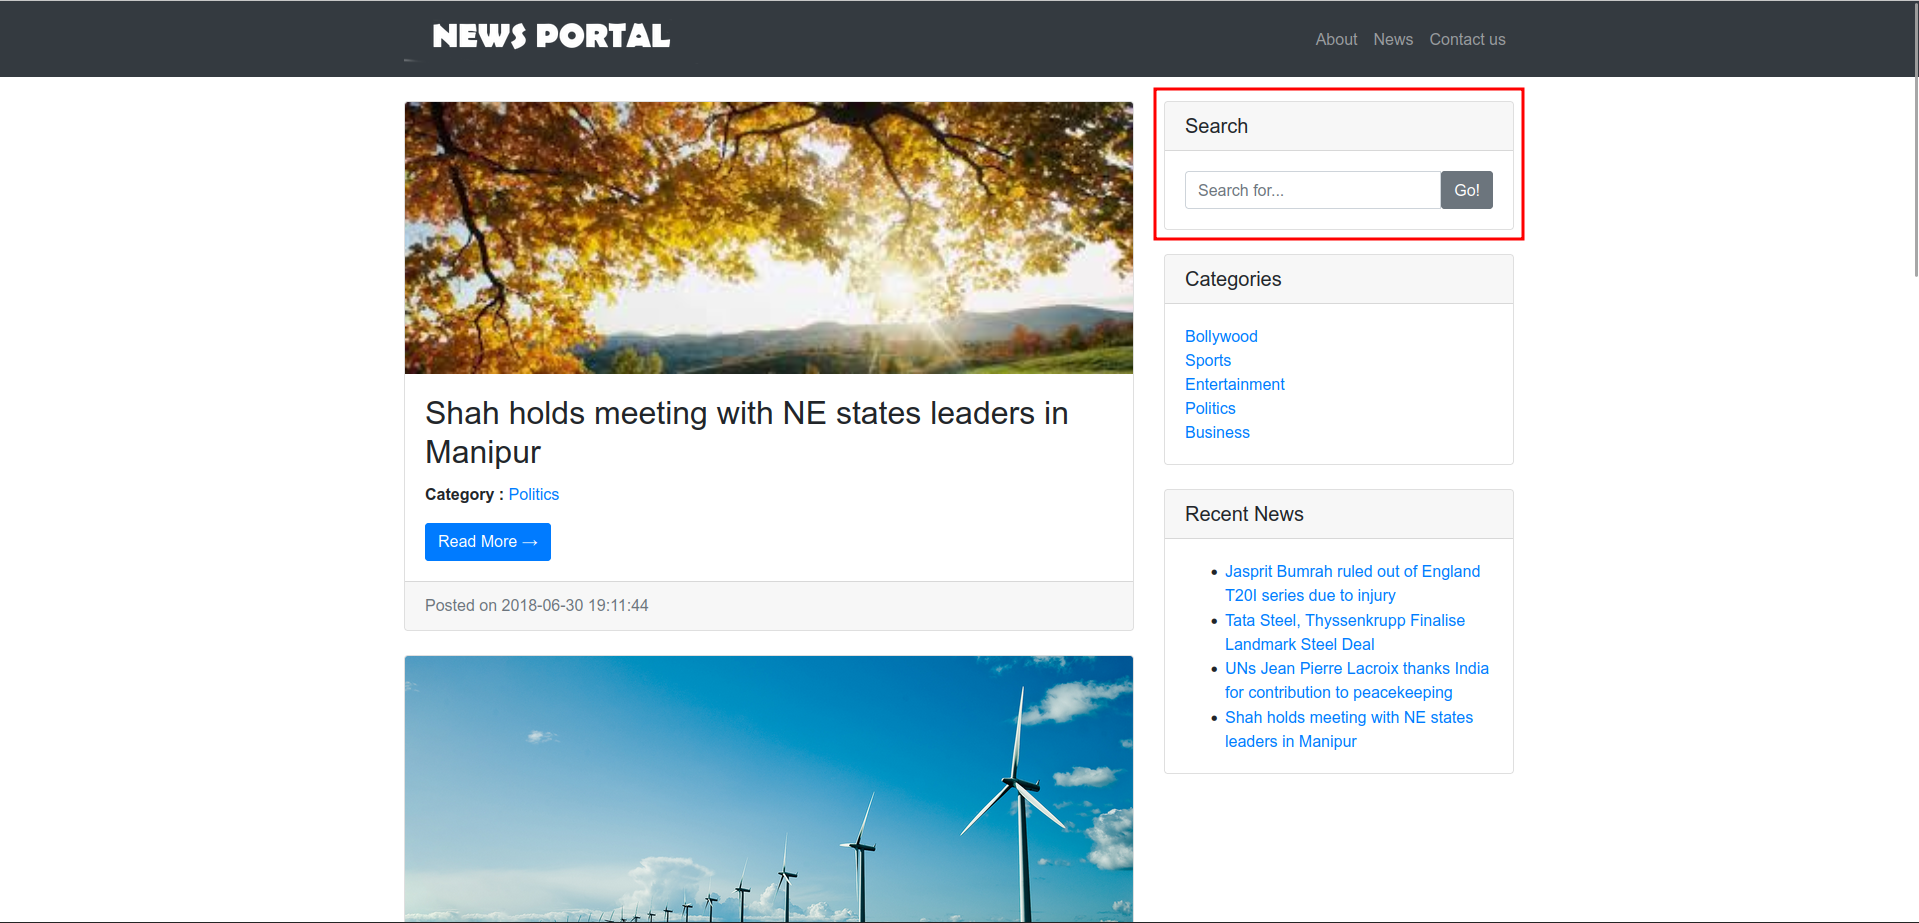 NEWS PORTAL
About News Contact us
Shah holds meeting with NE states leaders in
Manipur
Category : Politics
Read More →
Posted on 2018-06-30 19:11:44
Search
Search for...
Go!
Categories
Bollywood
Sports
Entertainment
Politics
Business
Recent News
Jasprit Bumrah ruled out of England
T20I series due to injury
Tata Steel, Thyssenkrupp Finalise
Landmark Steel Deal
UNs Jean Pierre Lacroix thanks India
for contribution to peacekeeping
Shah holds meeting with NE states
leaders in Manipur